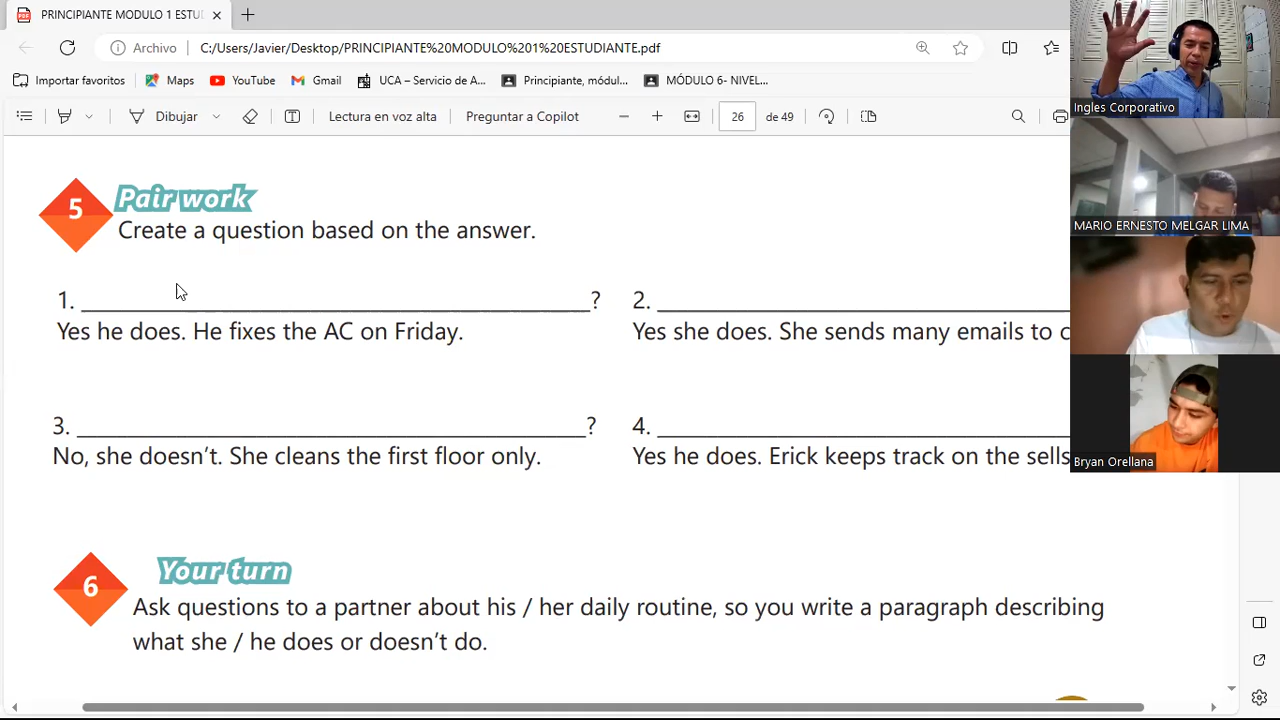 PRINCIPIANTE MODULO 1 ESTU
Archivo C:/Users/Javier/Desktop/PRINCIPIANTE%20MODULO%201%20ESTUDIANTE.pdf
Importar favoritos Maps YouTube Gmail UCA – Servicio de A... Principiante, módul... MÓDULO 6- NIVEL...
Dibujar Lectura en voz alta Preguntar a Copilot 26 de 49
Ingles Corporativo
MARIO ERNESTO MELGAR LIMA
Bryan Orellana
5 Pair work
Create a question based on the answer.
1. ______________________________?
Yes he does. He fixes the AC on Friday.
2. ______________________________
Yes she does. She sends many emails to c
3. ______________________________?
No, she doesn't. She cleans the first floor only.
4. ______________________________
Yes he does. Erick keeps track on the sells
6 Your turn
Ask questions to a partner about his / her daily routine, so you write a paragraph describing
what she / he does or doesn't do.